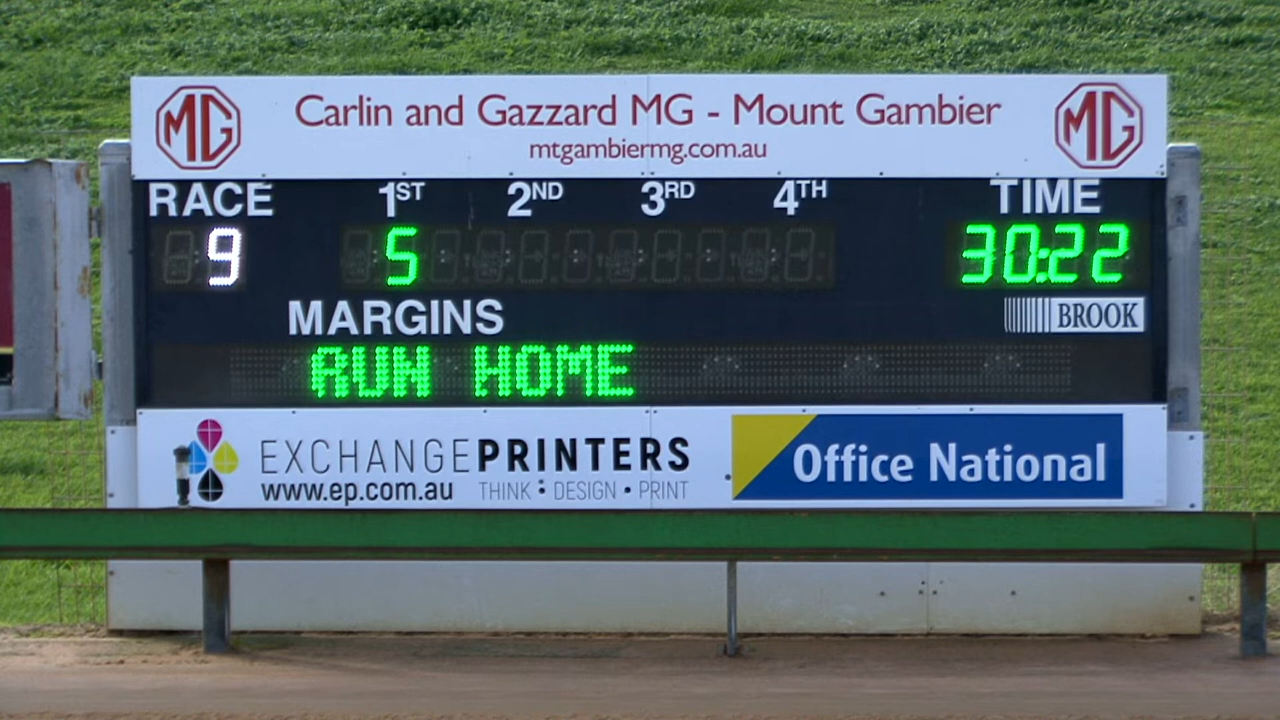 MG Carlin and Gazzard MG - Mount Gambier MG
mtgambiermg.com.au
RACE 1ST 2ND 3RD 4TH TIME
9 5 30:22
MARGINS BROOK
RUN HOME
EXCHANGEPRINTERS Office National
www.ep.com.au THINK : DESIGN • PRINT